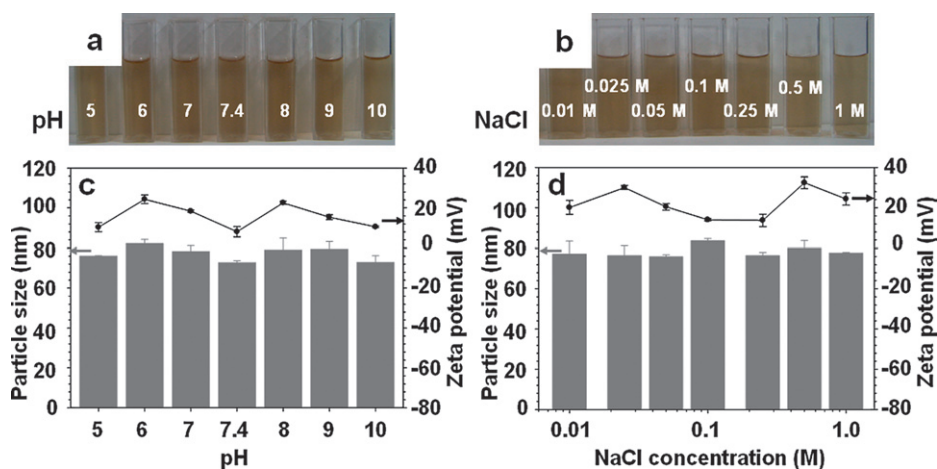 a
pH
5
6
7
7.4
8
9
10
b
NaCl
0.01 M
0.025 M
0.05 M
0.1 M
0.25 M
0.5 M
1 M
c
Particle size (nm)
120
100
80
60
40
20
0
40
20
0
-20
-40
-60
-80
Zeta potential (mV)
5 6 7 7.4 8 9 10
pH
d
Particle size (nm)
120
100
80
60
40
20
0
40
20
0
-20
-40
-60
-80
Zeta potential (mV)
0.01 0.1 1.0
NaCl concentration (M)